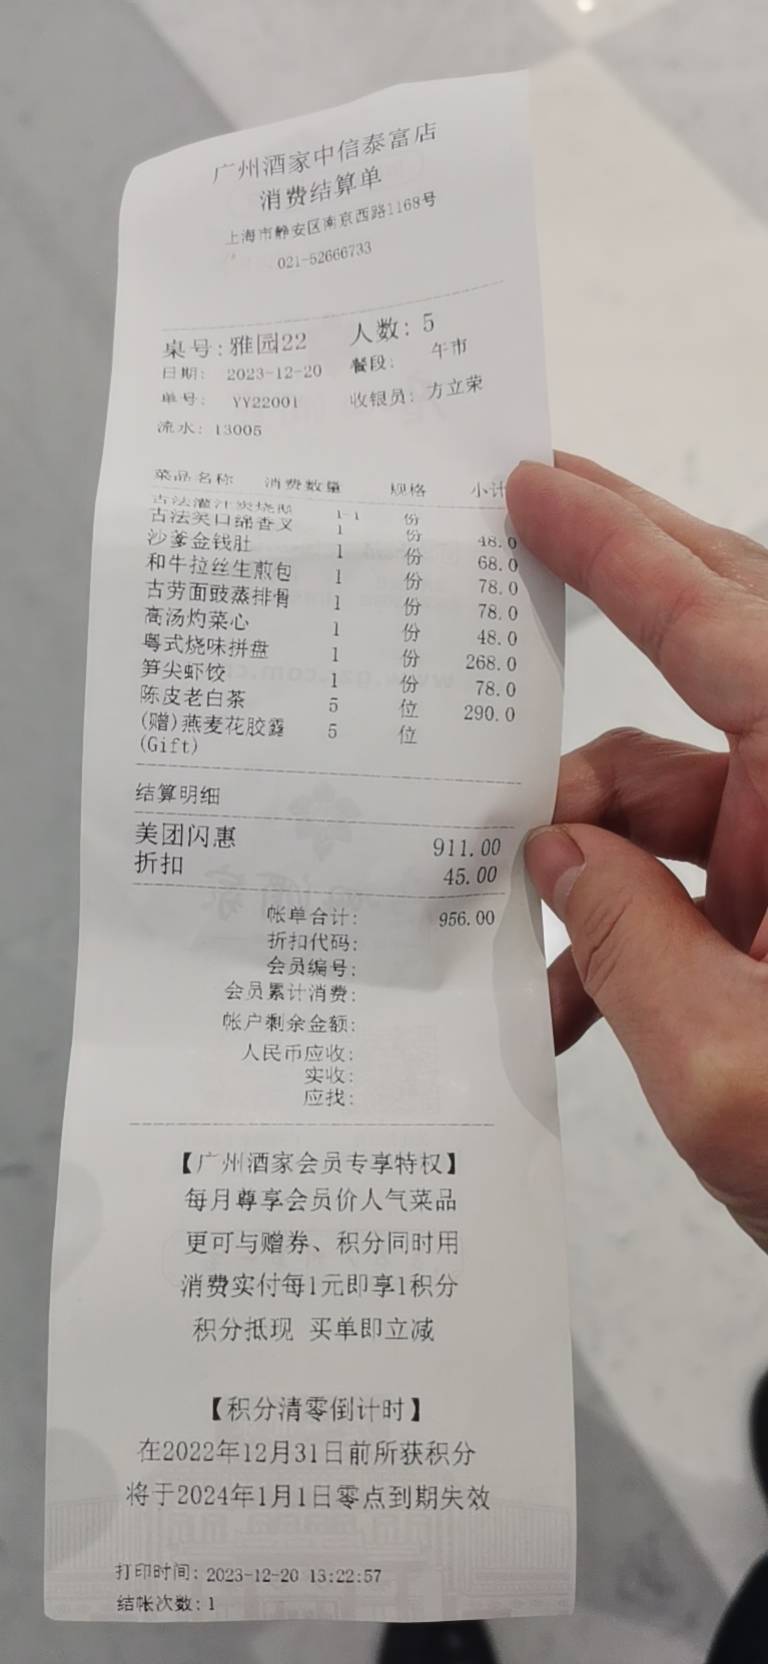 广州酒家中信泰富店
消费结算单
上海市静安区南京西路1168号
021-52666733
桌号:雅园22 人数: 5
日期: 2023-12-20 餐段: 午市
单号: YY22001 收银员: 方立荣
流水: 13005
菜品名称 消费数量 规格 小计
古法灌汁炭烧 1-1 份
古法笑口绵香叉 1 份 48.0
沙爹金钱肚 1 份 68.0
和牛拉丝生煎包 1 份 78.0
古劳面豉蒸排骨 1 份 78.0
高汤灼菜心 1 份 48.0
粤式烧味拼盘 1 份 268.0
笋尖虾饺 1 份 78.0
陈皮老白茶 5 位 290.0
(赠)燕麦花胶露 5 位
(Gift)
结算明细
美团闪惠 911.00
折扣 45.00
帐单合计: 956.00
折扣代码:
会员编号:
会员累计消费:
帐户剩余金额:
人民币应收:
实收:
应找:
【广州酒家会员专享特权】
每月尊享会员价人气菜品
更可与赠券、积分同时用
消费实付每1元即享1积分
积分抵现 买单即立减
【积分清零倒计时】
在2022年12月31日前所获积分
将于2024年1月1日零点到期失效
打印时间: 2023-12-20 13:22:57
结帐次数: 1